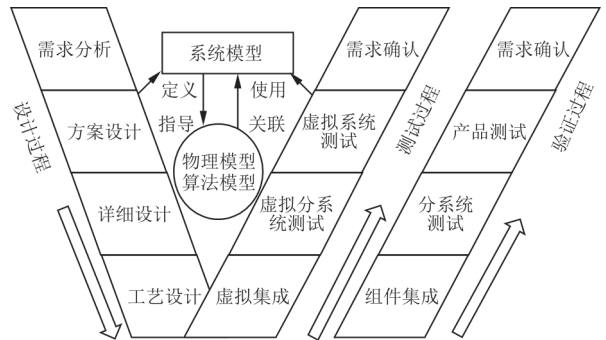 需求分析
系统模型
需求确认
需求确认
定义
使用
设计过程
方案设计
指导
关联
虚拟系统
测试
测试过程
产品测试
验证过程
物理模型
算法模型
详细设计
虚拟分系
统测试
分系统
测试
工艺设计
虚拟集成
组件集成